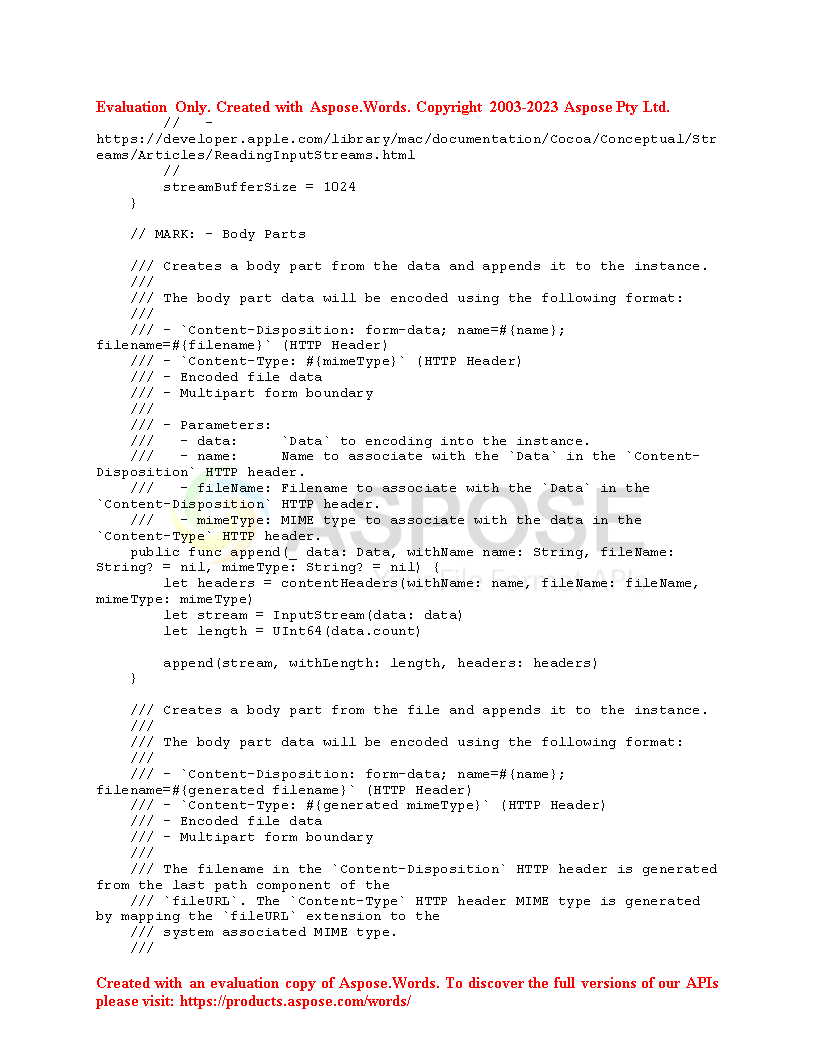 Evaluation Only. Created with Aspose.Words. Copyright 2003-2023 Aspose Pty Ltd.
        //   -
https://developer.apple.com/library/mac/documentation/Cocoa/Conceptual/Str
eams/Articles/ReadingInputStreams.html
        //
        streamBufferSize = 1024
    }

    // MARK: - Body Parts

    /// Creates a body part from the data and appends it to the instance.
    ///
    /// The body part data will be encoded using the following format:
    ///
    /// - `Content-Disposition: form-data; name=#{name};
filename=#{filename}` (HTTP Header)
    /// - `Content-Type: #{mimeType}` (HTTP Header)
    /// - Encoded file data
    /// - Multipart form boundary
    ///
    /// - Parameters:
    ///   - data:     `Data` to encoding into the instance.
    ///   - name:     Name to associate with the `Data` in the `Content-
Disposition` HTTP header.
    ///   - fileName: Filename to associate with the `Data` in the
`Content-Disposition` HTTP header.
    ///   - mimeType: MIME type to associate with the data in the
`Content-Type` HTTP header.
    public func append(_ data: Data, withName name: String, fileName:
String? = nil, mimeType: String? = nil) {
        let headers = contentHeaders(withName: name, fileName: fileName,
mimeType: mimeType)
        let stream = InputStream(data: data)
        let length = UInt64(data.count)

        append(stream, withLength: length, headers: headers)
    }

    /// Creates a body part from the file and appends it to the instance.
    ///
    /// The body part data will be encoded using the following format:
    ///
    /// - `Content-Disposition: form-data; name=#{name};
filename=#{generated filename}` (HTTP Header)
    /// - `Content-Type: #{generated mimeType}` (HTTP Header)
    /// - Encoded file data
    /// - Multipart form boundary
    ///
    /// The filename in the `Content-Disposition` HTTP header is generated
from the last path component of the
    /// `fileURL`. The `Content-Type` HTTP header MIME type is generated
by mapping the `fileURL` extension to the
    /// system associated MIME type.
    ///
ASPOSE
File Format APIs
Created with an evaluation copy of Aspose.Words. To discover the full versions of our APIs
please visit: https://products.aspose.com/words/